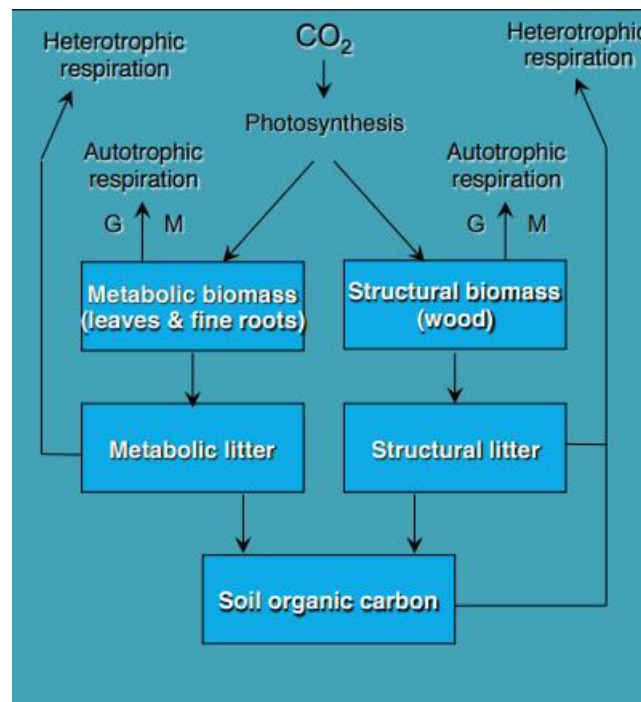 Heterotrophic
respiration
CO₂
Heterotrophic
respiration
Photosynthesis
Autotrophic
respiration
G M
Autotrophic
respiration
G M
Metabolic biomass
(leaves & fine roots)
Structural biomass
(wood)
Metabolic litter
Structural litter
Soil organic carbon